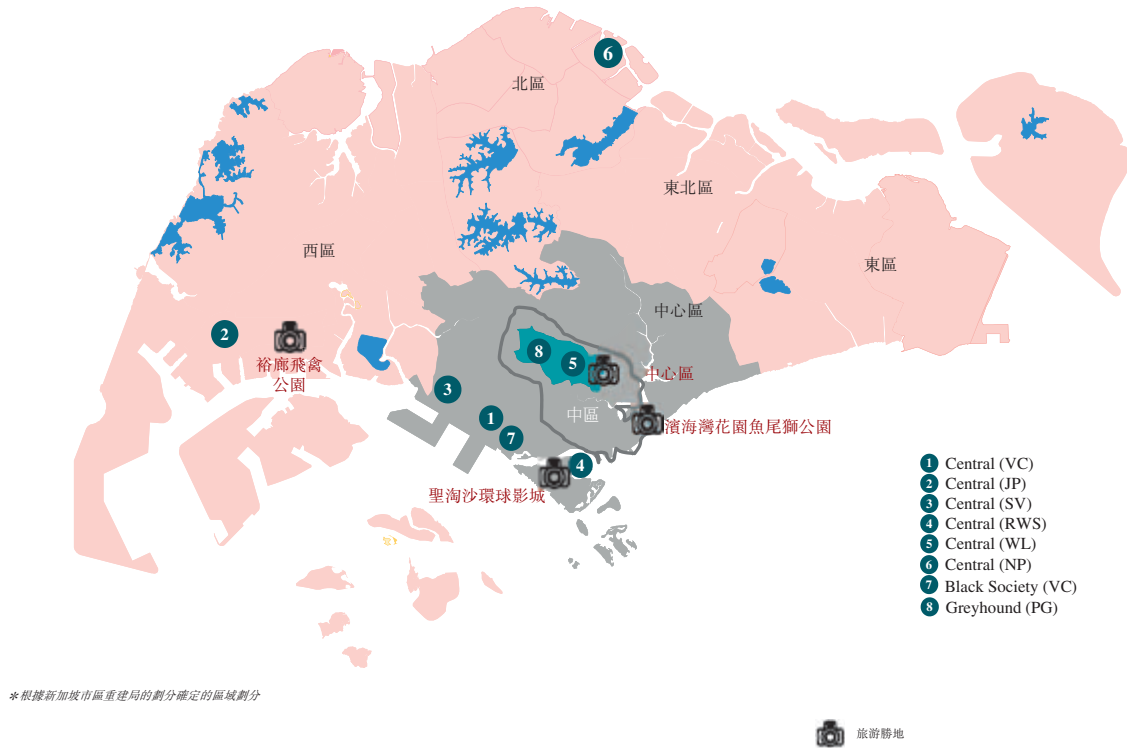 6
北區
東北區
西區
東區
中心區
2
8
5
裕廊飛禽
公園
中心區
3
1
中區
濱海灣花園魚尾獅公園
7
4
聖淘沙環球影城
1 Central (VC)
2 Central (JP)
3 Central (SV)
4 Central (RWS)
5 Central (WL)
6 Central (NP)
7 Black Society (VC)
8 Greyhound (PG)
*根據新加坡市區重建局的劃分確定的區域劃分
旅游勝地